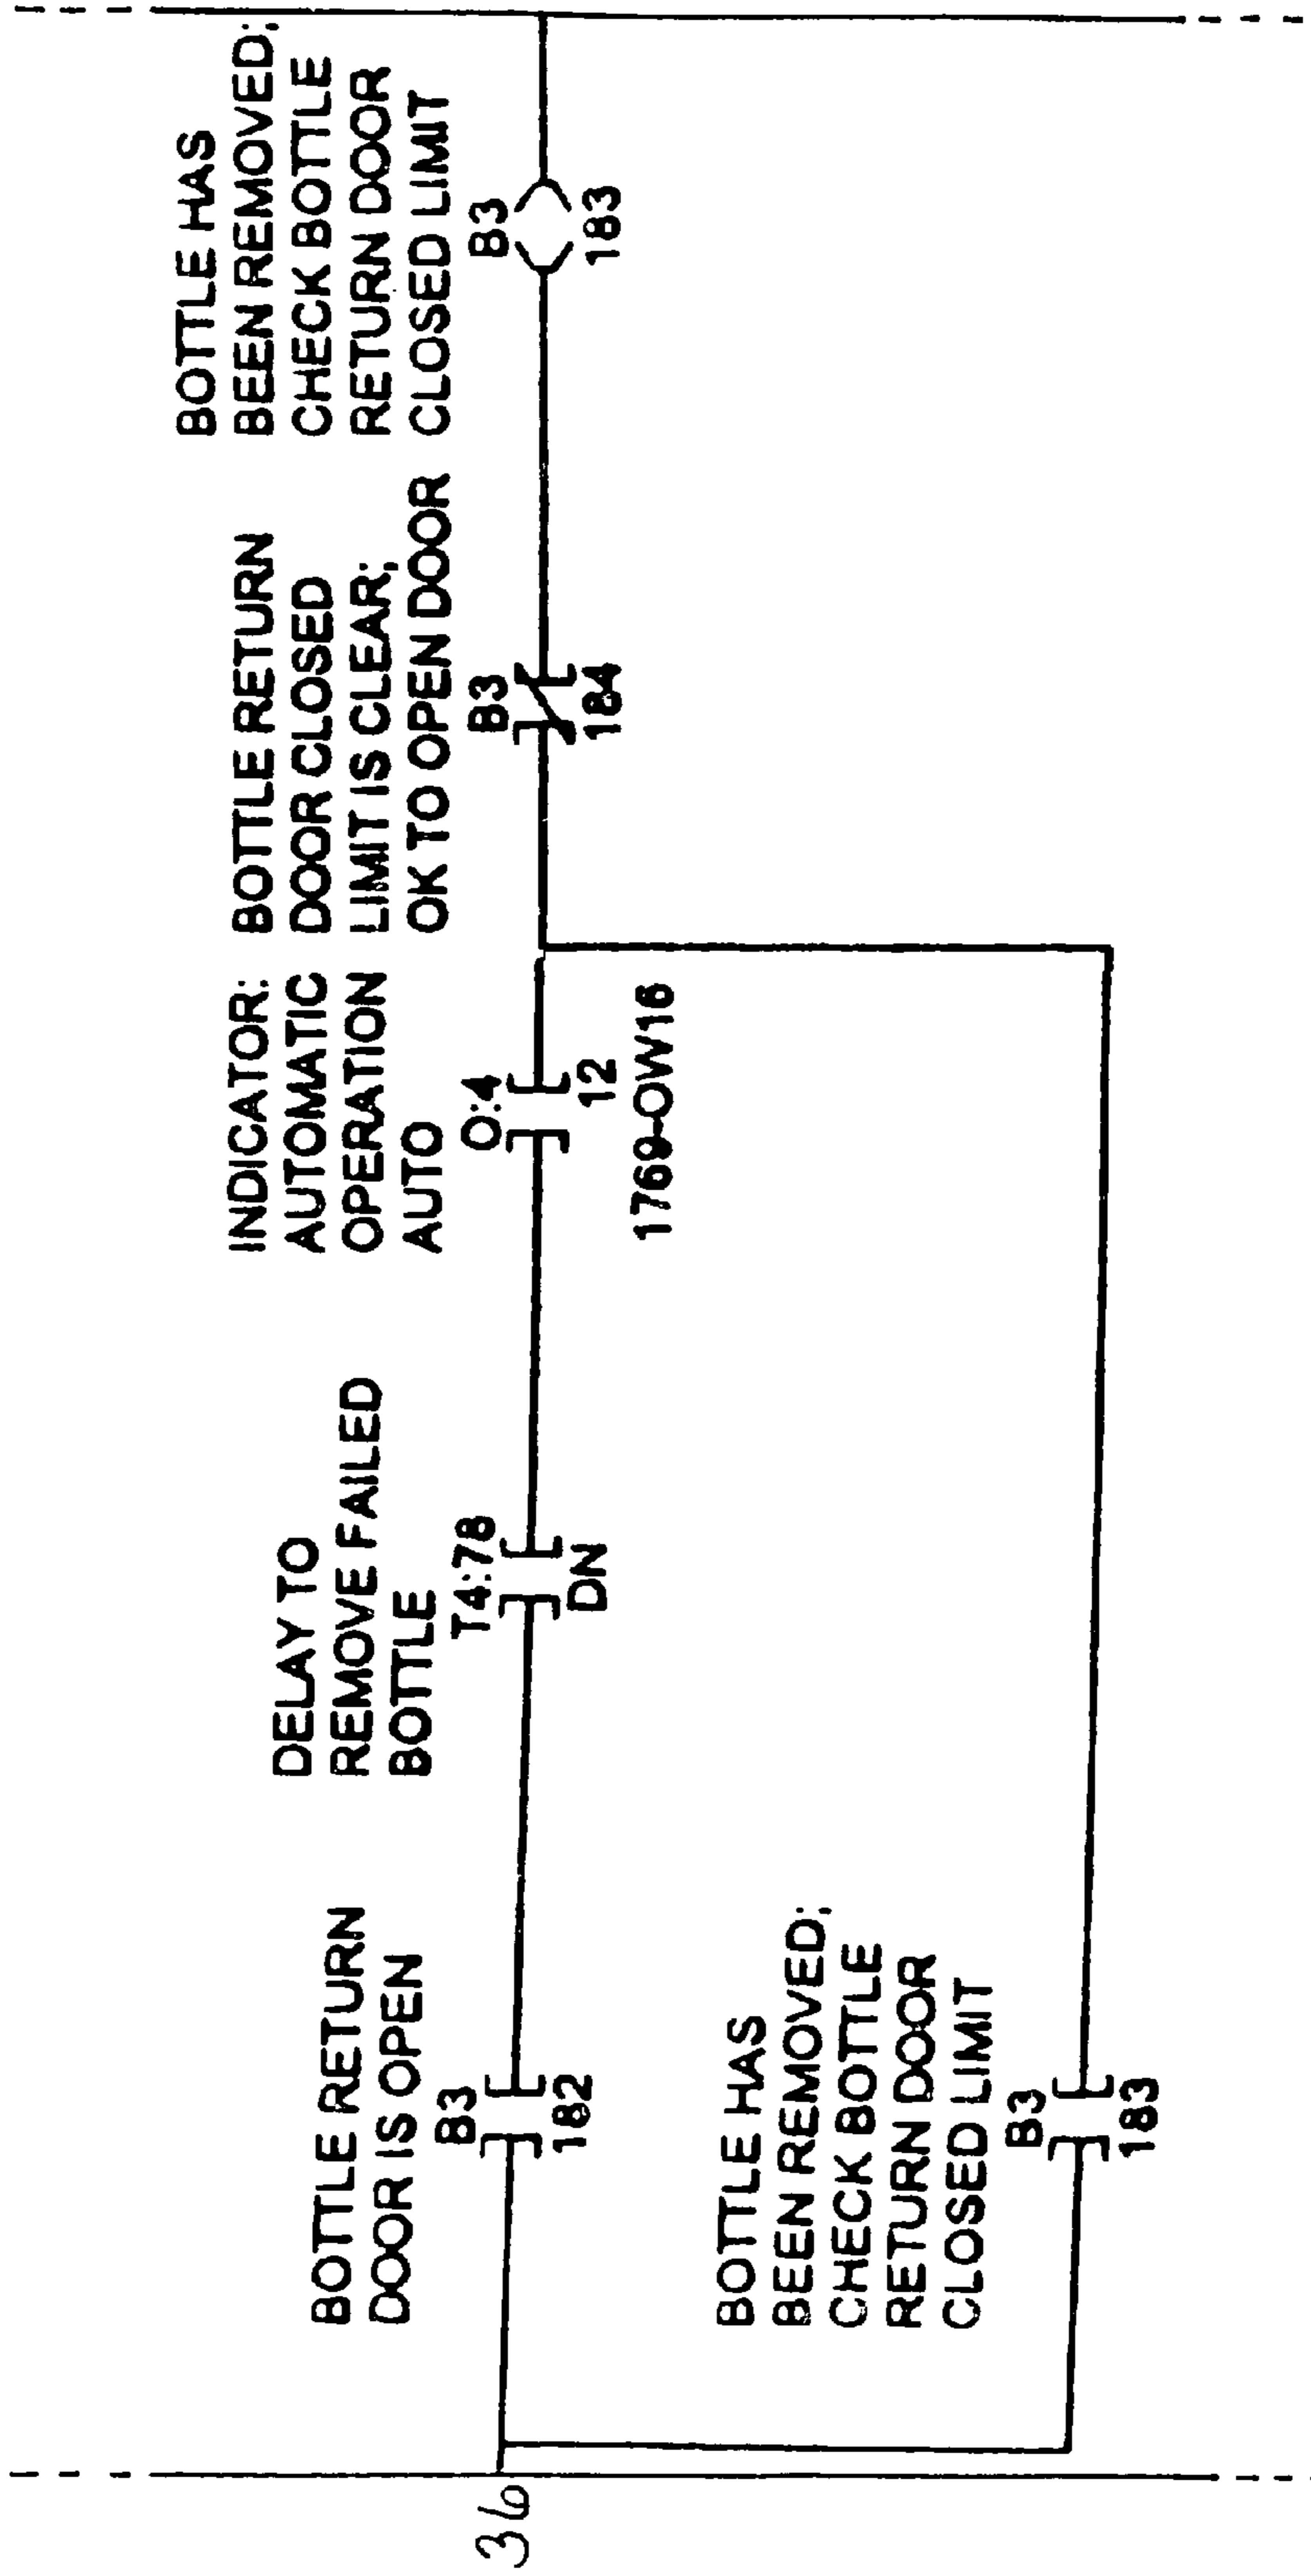 36
BOTTLE RETURN
DOOR IS OPEN
B3
182
DELAY TO
REMOVE FAILED
BOTTLE
T4:78
DN
INDICATOR:
AUTOMATIC
OPERATION
AUTO
O:4
12
1769-OW16
BOTTLE RETURN
DOOR CLOSED
LIMIT IS CLEAR;
OK TO OPEN DOOR
B3
184
BOTTLE HAS
BEEN REMOVED;
CHECK BOTTLE
RETURN DOOR
CLOSED LIMIT
B3
183
BOTTLE HAS
BEEN REMOVED;
CHECK BOTTLE
RETURN DOOR
CLOSED LIMIT
B3
183